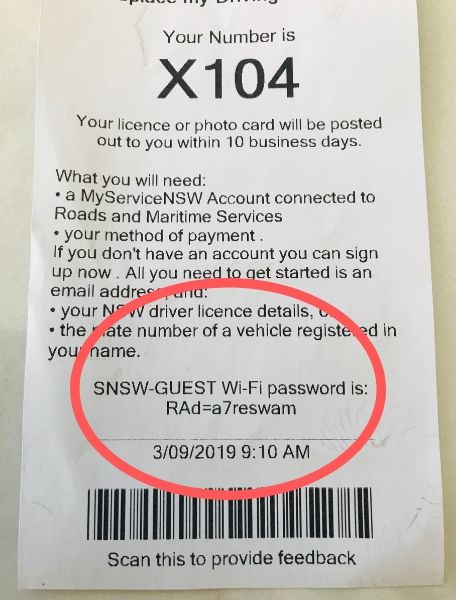 place my Driving
Your Number is
X104
Your licence or photo card will be posted
out to you within 10 business days.
What you will need:
• a MyServiceNSW Account connected to
Roads and Maritime Services
• your method of payment .
If you don't have an account you can sign
up now . All you need to get started is an
email address, and:
• your NSW driver licence details, or
• the plate number of a vehicle registered in
your name.
SNSW-GUEST Wi-Fi password is:
RAd=a7reswam
3/09/2019 9:10 AM
Scan this to provide feedback